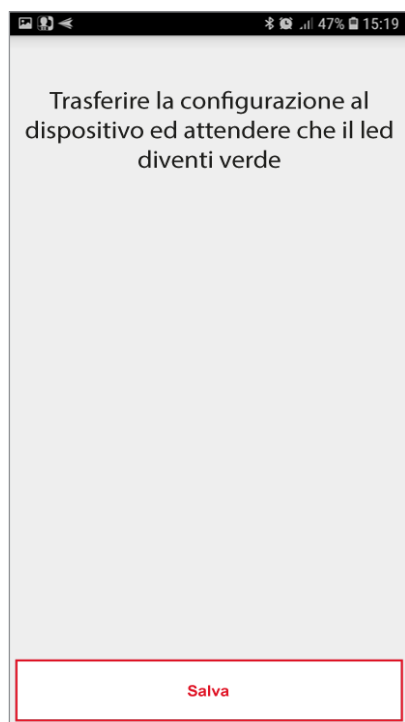 47% 15:19
Trasferire la configurazione al
dispositivo ed attendere che il led
diventi verde
Salva